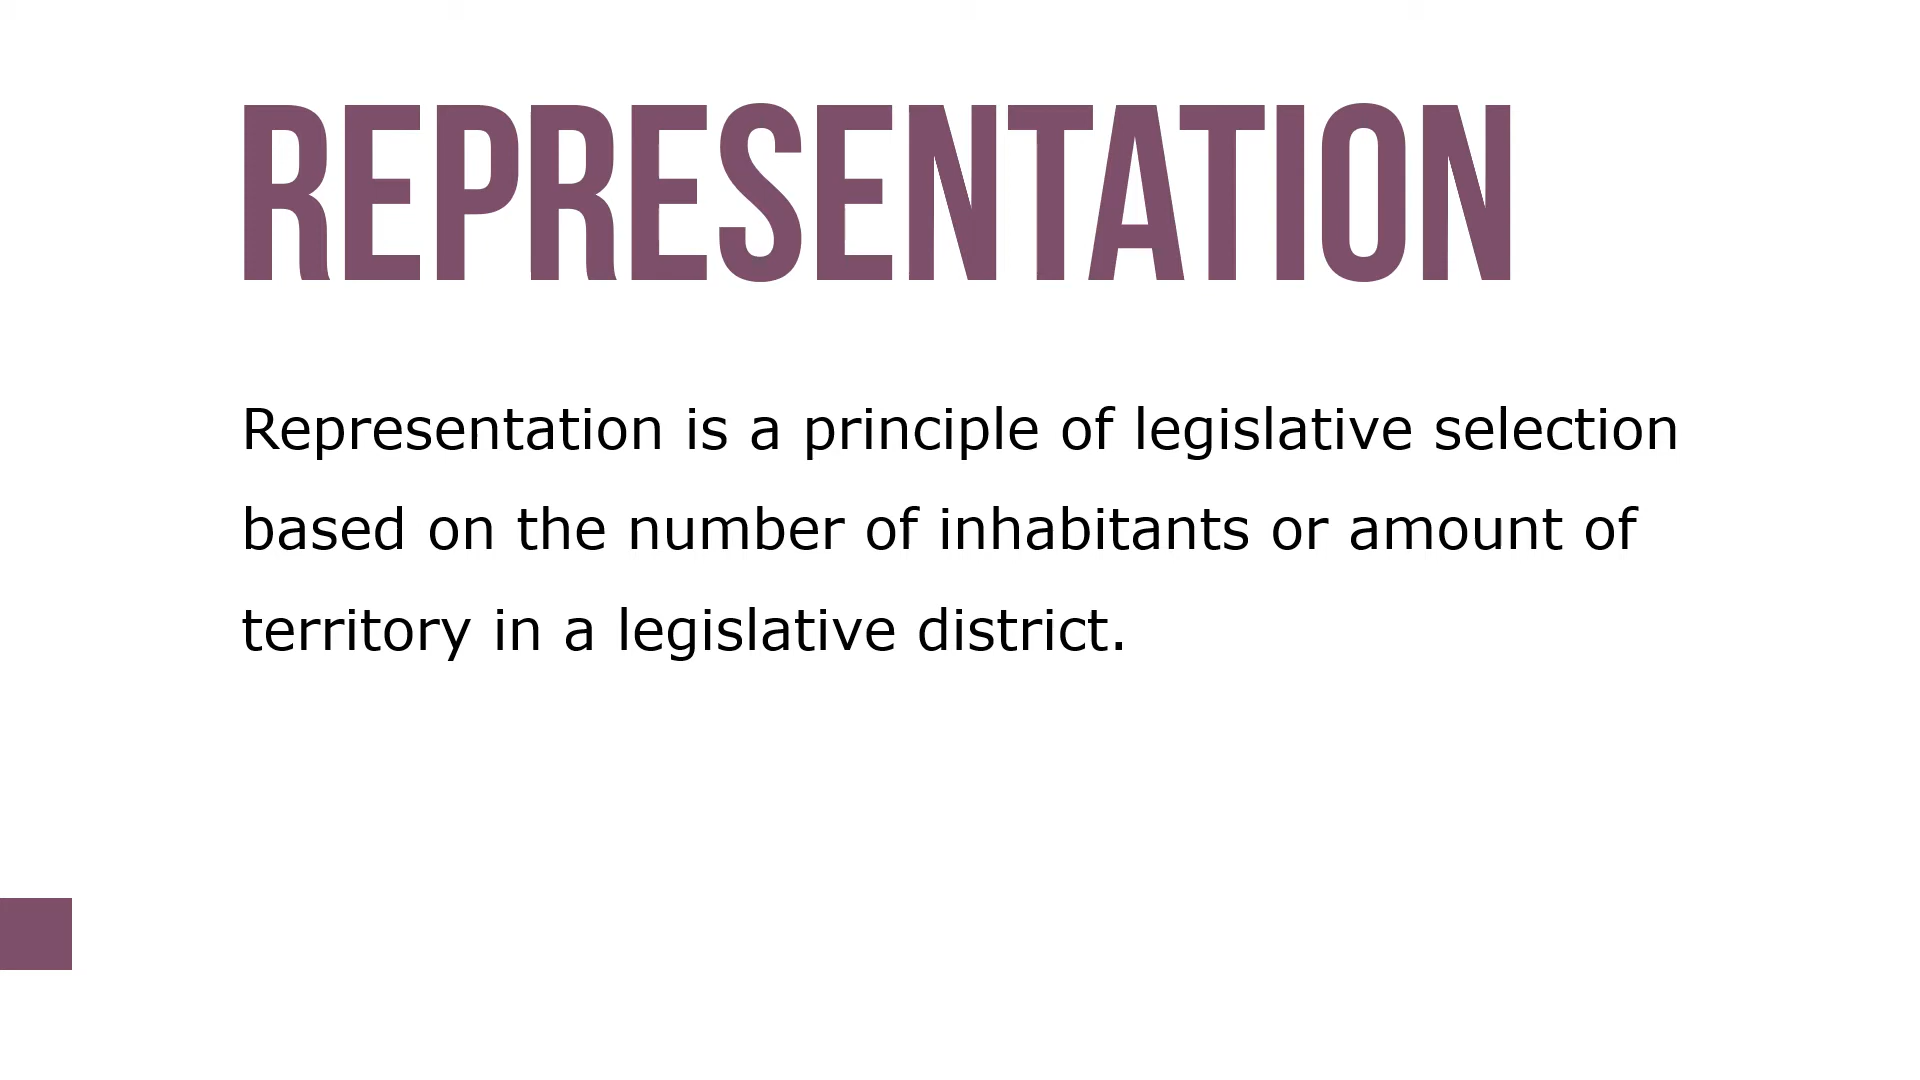 REPRESENTATION
Representation is a principle of legislative selection
based on the number of inhabitants or amount of
territory in a legislative district.